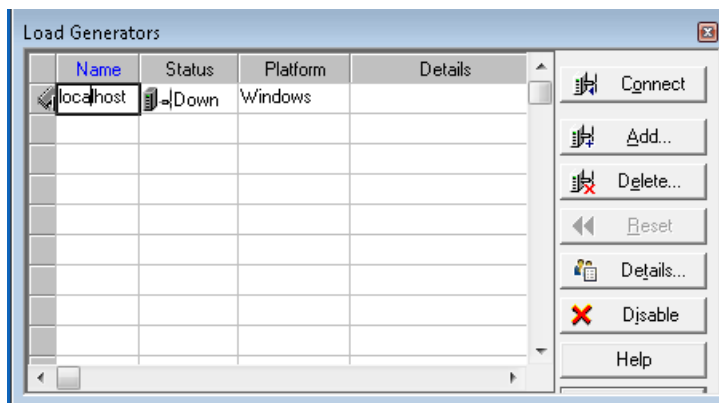 Load Generators
Name Status Platform Details
localhost Down Windows
Connect
Add...
Delete...
Reset
Details...
Disable
Help